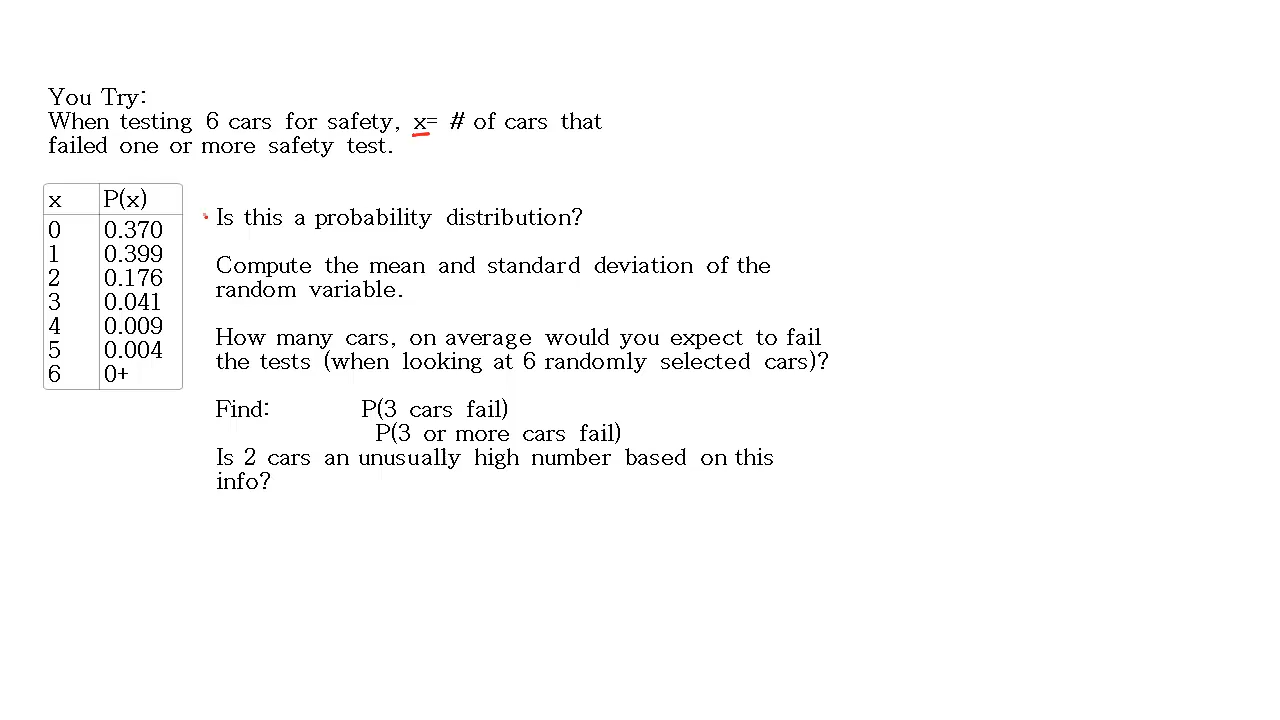 You Try:
When testing 6 cars for safety, x= # of cars that
failed one or more safety test.
x P(x)
0 0.370
1 0.399
2 0.176
3 0.041
4 0.009
5 0.004
6 0+
Is this a probability distribution?
Compute the mean and standard deviation of the
random variable.
How many cars, on average would you expect to fail
the tests (when looking at 6 randomly selected cars)?
Find: P(3 cars fail)
P(3 or more cars fail)
Is 2 cars an unusually high number based on this
info?